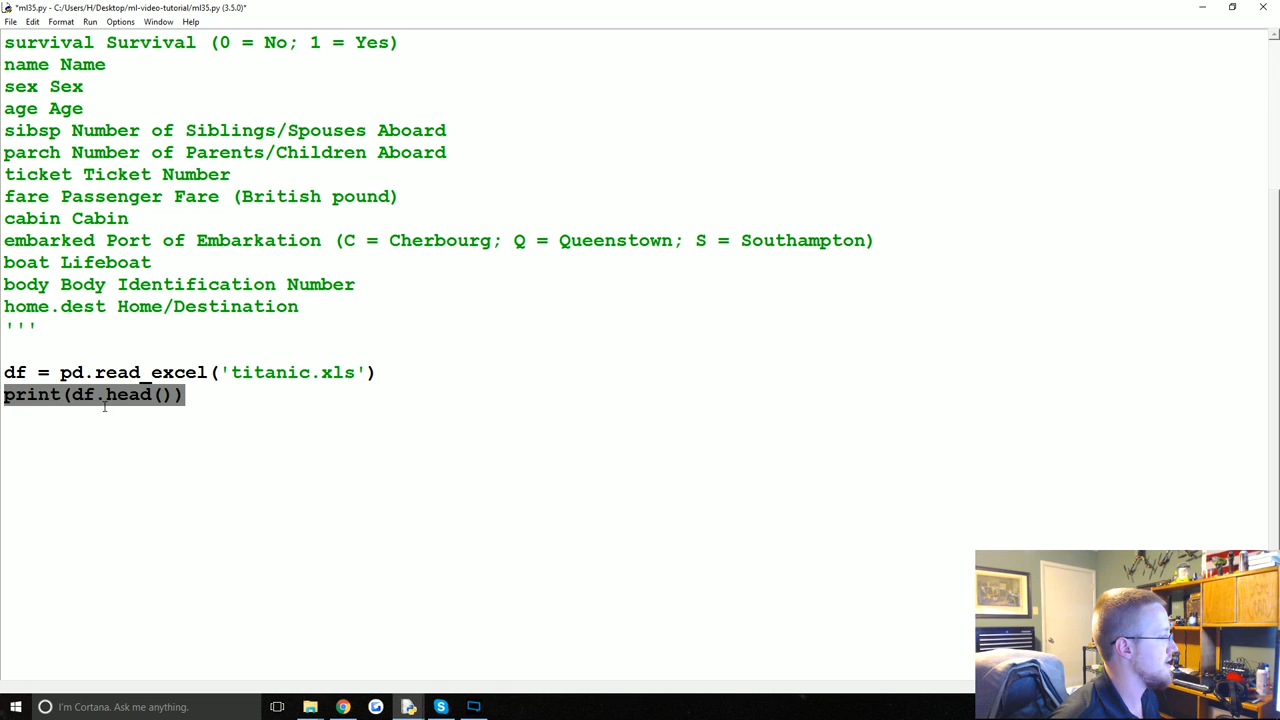 *ml35.py - C:/Users/H/Desktop/ml-video-tutorial/ml35.py (3.5.0)*
File Edit Format Run Options Window Help
survival Survival (0 = No; 1 = Yes)
name Name
sex Sex
age Age
sibsp Number of Siblings/Spouses Aboard
parch Number of Parents/Children Aboard
ticket Ticket Number
fare Passenger Fare (British pound)
cabin Cabin
embarked Port of Embarkation (C = Cherbourg; Q = Queenstown; S = Southampton)
boat Lifeboat
body Body Identification Number
home.dest Home/Destination
'''
df = pd.read_excel('titanic.xls')
print(df.head())
I'm Cortana. Ask me anything.